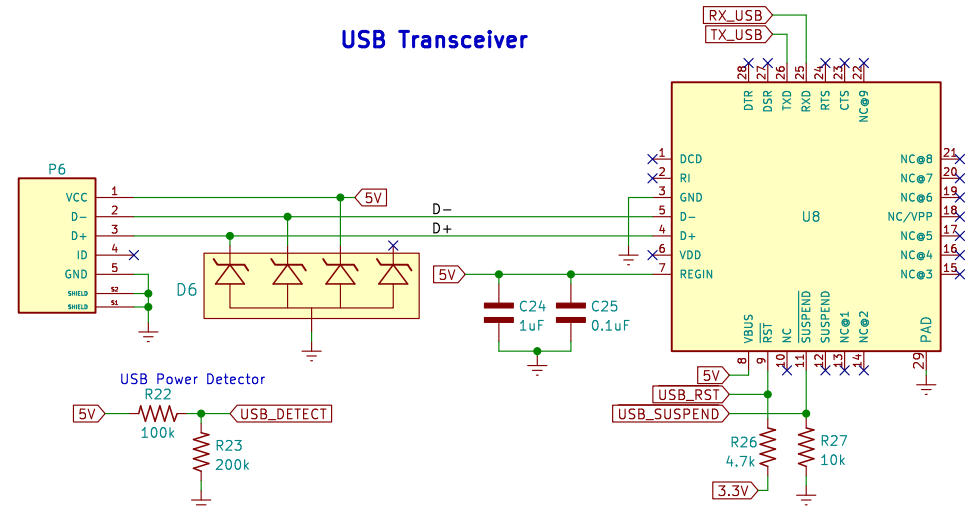 USB Transceiver
RX_USB
TX_USB
28 27 26 25 24 23 22
DTR DSR TXD RXD RTS CTS NC@9
P6
VCC 1
D- 2
D+ 3
ID 4
GND 5
SHIELD S2
SHIELD S1
5V
D-
D+
D6
5V
C24
1uF
C25
0.1uF
1 DCD
2 RI
3 GND
5 D-
4 D+
6 VDD
7 REGIN
U8
NC@8 21
NC@7 20
NC@6 19
NC/VPP 18
NC@5 17
NC@4 16
NC@3 15
VBUS RST NC SUSPEND SUSPEND NC@1 NC@2 PAD
8 9 10 11 12 13 14 29
5V
USB_RST
USB_SUSPEND
R26
4.7k
R27
10k
3.3V
USB Power Detector
R22
5V
100k
USB_DETECT
R23
200k